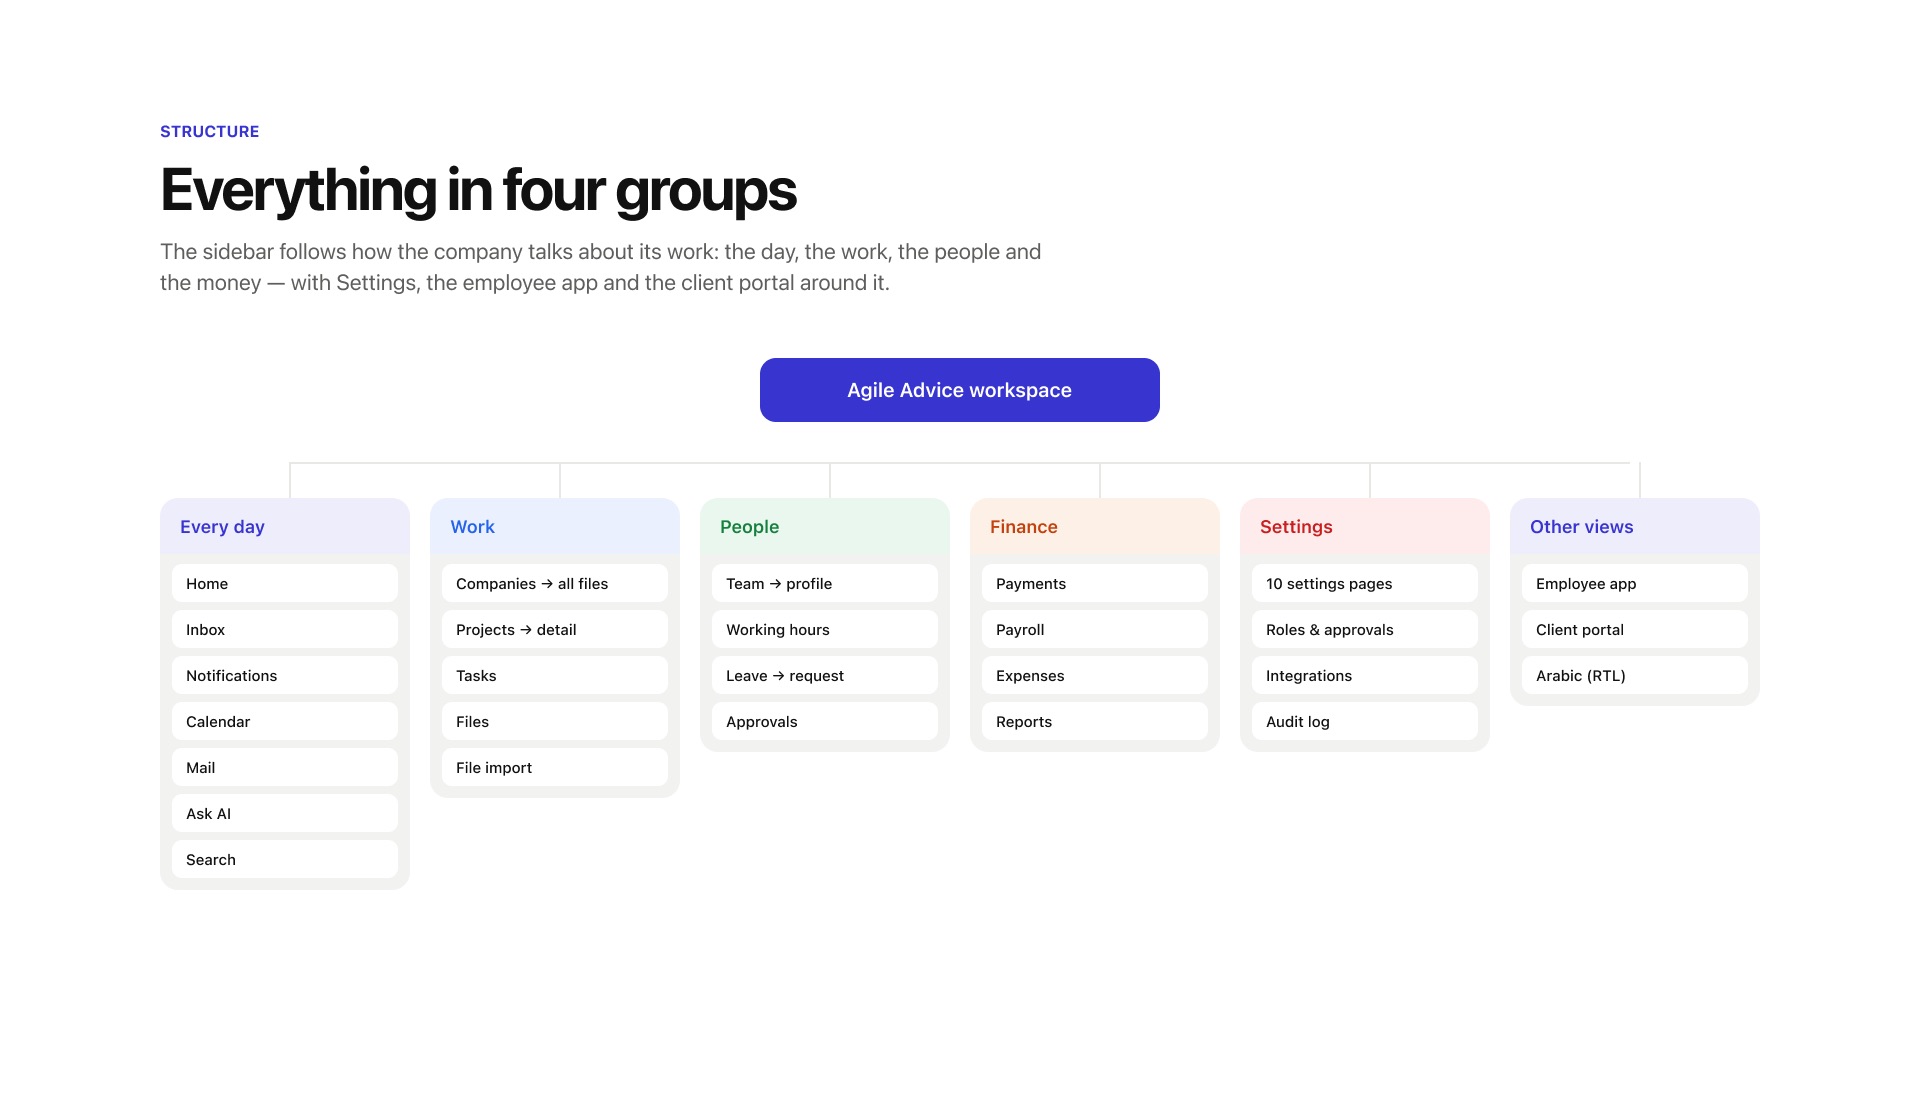 STRUCTURE
Everything in four groups
The sidebar follows how the company talks about its work: the day, the work, the people and
the money — with Settings, the employee app and the client portal around it.
Agile Advice workspace
Every day
Home
Inbox
Notifications
Calendar
Mail
Ask AI
Search
Work
Companies → all files
Projects → detail
Tasks
Files
File import
People
Team → profile
Working hours
Leave → request
Approvals
Finance
Payments
Payroll
Expenses
Reports
Settings
10 settings pages
Roles & approvals
Integrations
Audit log
Other views
Employee app
Client portal
Arabic (RTL)